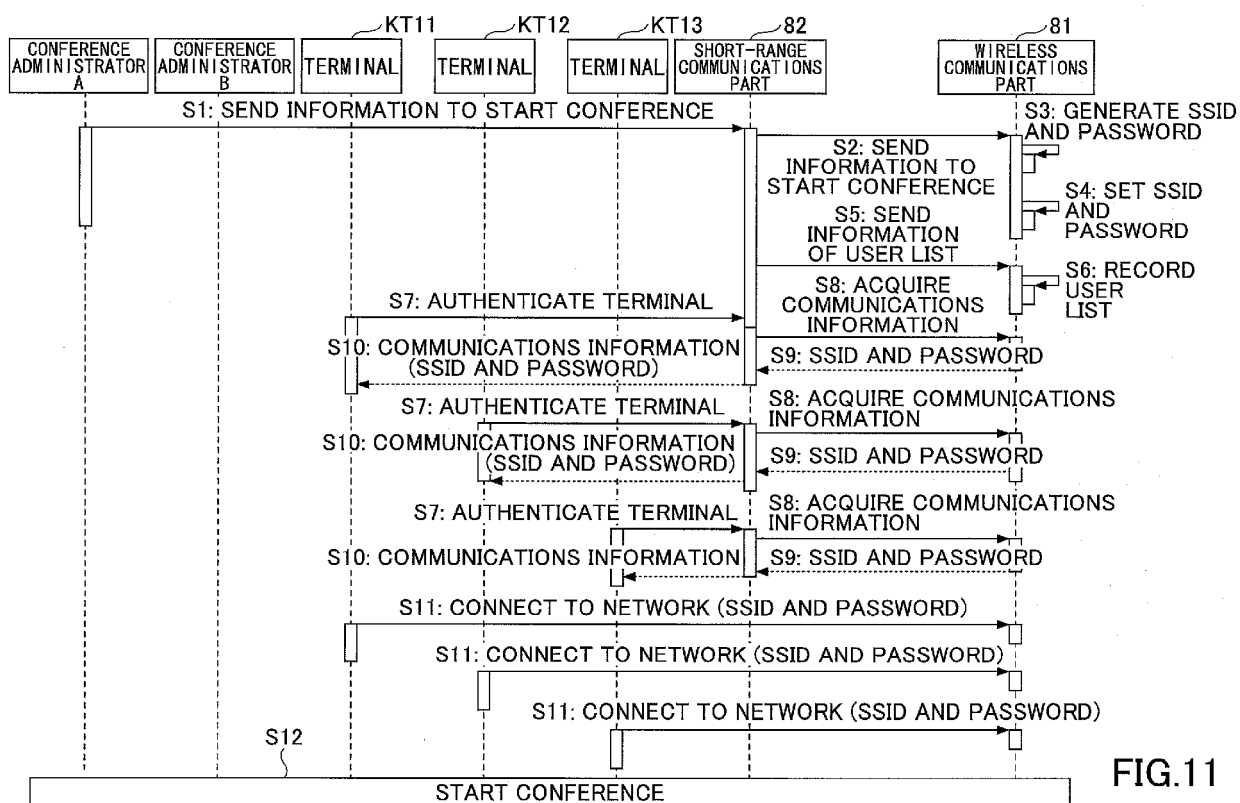 KT11
KT12
KT13
82
81
CONFERENCE
ADMINISTRATOR
A
CONFERENCE
ADMINISTRATOR
B
TERMINAL
TERMINAL
TERMINAL
SHORT-RANGE
COMMUNICATIONS
PART
WIRELESS
COMMUNICATIONS
PART
S1: SEND INFORMATION TO START CONFERENCE
S3: GENERATE SSID
AND PASSWORD
S2: SEND
INFORMATION TO
START CONFERENCE
S4: SET SSID
AND
PASSWORD
S5: SEND
INFORMATION
OF USER LIST
S6: RECORD
USER
LIST
S7: AUTHENTICATE TERMINAL
S8: ACQUIRE
COMMUNICATIONS
INFORMATION
S10: COMMUNICATIONS INFORMATION
(SSID AND PASSWORD)
S9: SSID AND PASSWORD
S7: AUTHENTICATE TERMINAL
S8: ACQUIRE COMMUNICATIONS
INFORMATION
S10: COMMUNICATIONS INFORMATION
(SSID AND PASSWORD)
S9: SSID AND PASSWORD
S7: AUTHENTICATE TERMINAL
S8: ACQUIRE COMMUNICATIONS
INFORMATION
S10: COMMUNICATIONS INFORMATION
S9: SSID AND PASSWORD
S11: CONNECT TO NETWORK (SSID AND PASSWORD)
S11: CONNECT TO NETWORK (SSID AND PASSWORD)
S11: CONNECT TO NETWORK (SSID AND PASSWORD)
S12
START CONFERENCE
FIG.11